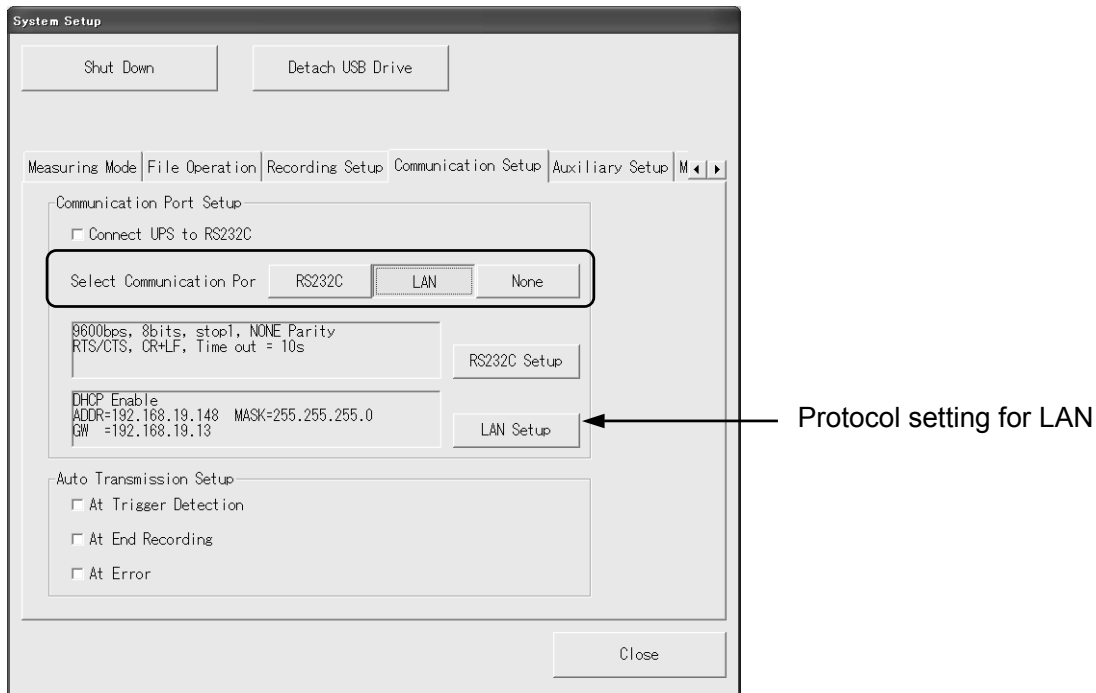 System Setup
Shut Down
Detach USB Drive
Measuring Mode File Operation Recording Setup Communication Setup Auxiliary Setup M
Communication Port Setup
Connect UPS to RS232C
Select Communication Por RS232C LAN None
9600bps, 8bits, stop1, NONE Parity
RTS/CTS, CR+LF, Time out = 10s
RS232C Setup
DHCP Enable
ADDR=192.168.19.148 MASK=255.255.255.0
GW =192.168.19.13
LAN Setup
Protocol setting for LAN
Auto Transmission Setup
At Trigger Detection
At End Recording
At Error
Close